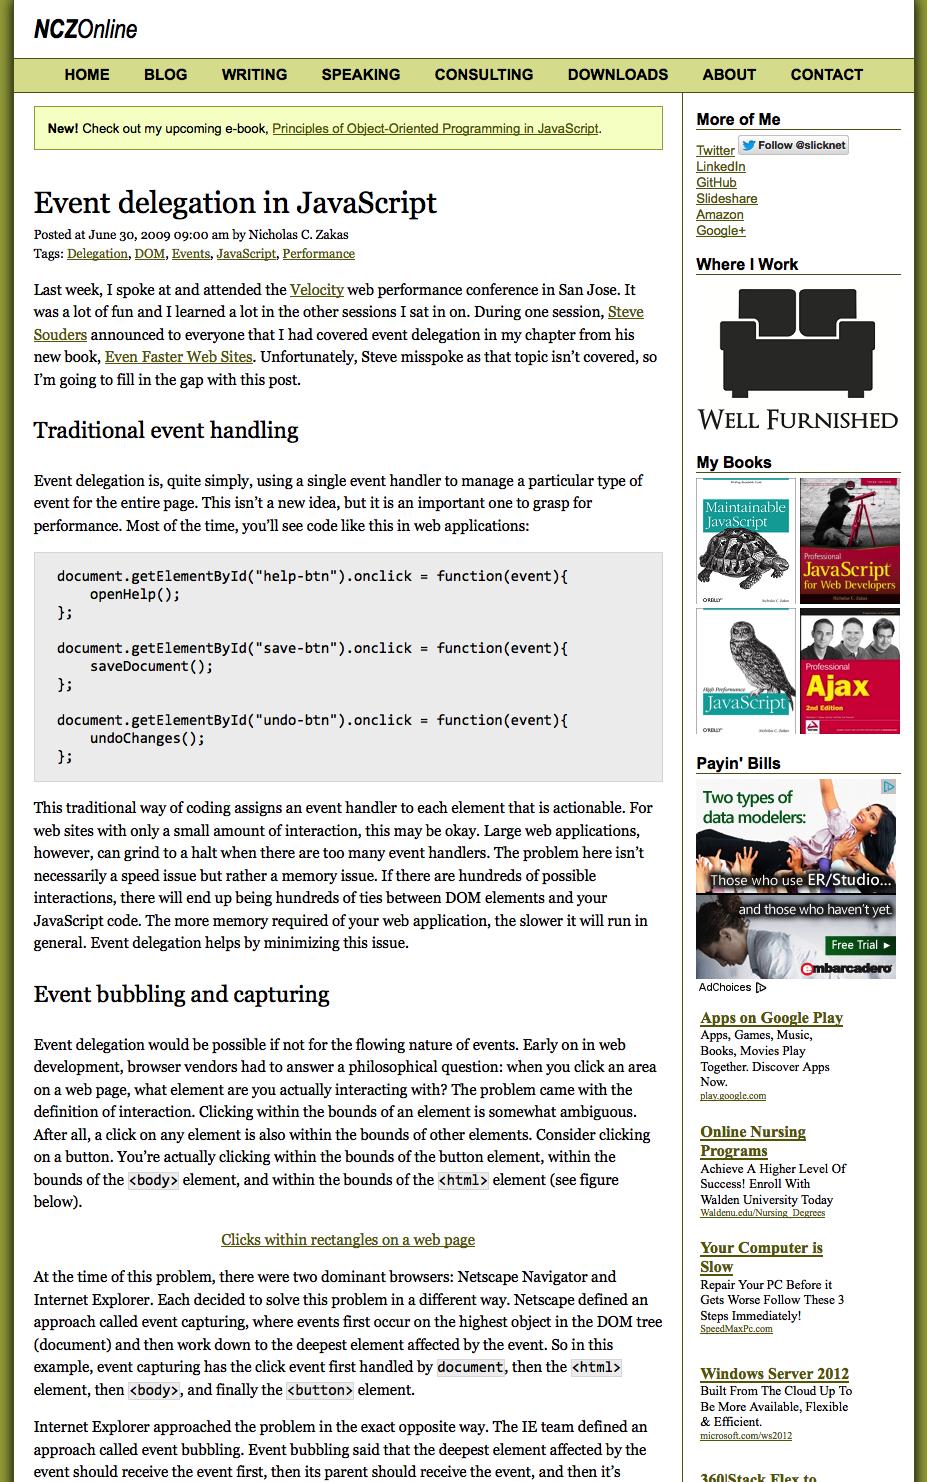 NCZOnline
HOME BLOG WRITING SPEAKING CONSULTING DOWNLOADS ABOUT CONTACT
New! Check out my upcoming e-book, Principles of Object-Oriented Programming in JavaScript.
Event delegation in JavaScript
Posted at June 30, 2009 09:00 am by Nicholas C. Zakas
Tags: Delegation, DOM, Events, JavaScript, Performance
Last week, I spoke at and attended the Velocity web performance conference in San Jose. It
was a lot of fun and I learned a lot in the other sessions I sat in on. During one session, Steve
Souders announced to everyone that I had covered event delegation in my chapter from his
new book, Even Faster Web Sites. Unfortunately, Steve misspoke as that topic isn’t covered, so
I’m going to fill in the gap with this post.
Traditional event handling
Event delegation is, quite simply, using a single event handler to manage a particular type of
event for the entire page. This isn’t a new idea, but it is an important one to grasp for
performance. Most of the time, you’ll see code like this in web applications:
document.getElementById("help-btn").onclick = function(event){
    openHelp();
};
document.getElementById("save-btn").onclick = function(event){
    saveDocument();
};
document.getElementById("undo-btn").onclick = function(event){
    undoChanges();
};
This traditional way of coding assigns an event handler to each element that is actionable. For
web sites with only a small amount of interaction, this may be okay. Large web applications,
however, can grind to a halt when there are too many event handlers. The problem here isn’t
necessarily a speed issue but rather a memory issue. If there are hundreds of possible
interactions, there will end up being hundreds of ties between DOM elements and your
JavaScript code. The more memory required of your web application, the slower it will run in
general. Event delegation helps by minimizing this issue.
Event bubbling and capturing
Event delegation would be possible if not for the flowing nature of events. Early on in web
development, browser vendors had to answer a philosophical question: when you click an area
on a web page, what element are you actually interacting with? The problem came with the
definition of interaction. Clicking within the bounds of an element is somewhat ambiguous.
After all, a click on any element is also within the bounds of other elements. Consider clicking
on a button. You’re actually clicking within the bounds of the button element, within the
bounds of the <body> element, and within the bounds of the <html> element (see figure
below).
Clicks within rectangles on a web page
At the time of this problem, there were two dominant browsers: Netscape Navigator and
Internet Explorer. Each decided to solve this problem in a different way. Netscape defined an
approach called event capturing, where events first occur on the highest object in the DOM tree
(document) and then work down to the deepest element affected by the event. So in this
example, event capturing has the click event first handled by document, then the <html>
element, then <body>, and finally the <button> element.
Internet Explorer approached the problem in the exact opposite way. The IE team defined an
approach called event bubbling. Event bubbling said that the deepest element affected by the
event should receive the event first, then its parent should receive the event, and then it’s
More of Me
Twitter Follow @slicknet
LinkedIn
GitHub
Slideshare
Amazon
Google+
Where I Work
WELL FURNISHED
My Books
Maintainable
JavaScript
O'REILLY
Nicholas C. Zakas
Professional
JavaScript
for Web Developers
Nicholas C. Zakas
High Performance
JavaScript
O'REILLY
Nicholas C. Zakas
Professional
Ajax
2nd Edition
Payin' Bills
Two types of
data modelers:
Those who use ER/Studio...
and those who haven't yet.
Free Trial ►
embarcadero
AdChoices
Apps on Google Play
Apps, Games, Music,
Books, Movies Play
Together. Discover Apps
Now.
play.google.com
Online Nursing
Programs
Achieve A Higher Level Of
Success! Enroll With
Walden University Today
Waldenu.edu/Nursing_Degrees
Your Computer is
Slow
Repair Your PC Before it
Gets Worse Follow These 3
Steps Immediately!
SpeedMaxPc.com
Windows Server 2012
Built From The Cloud Up To
Be More Available, Flexible
& Efficient.
microsoft.com/ws2012
360|Stack Flex to